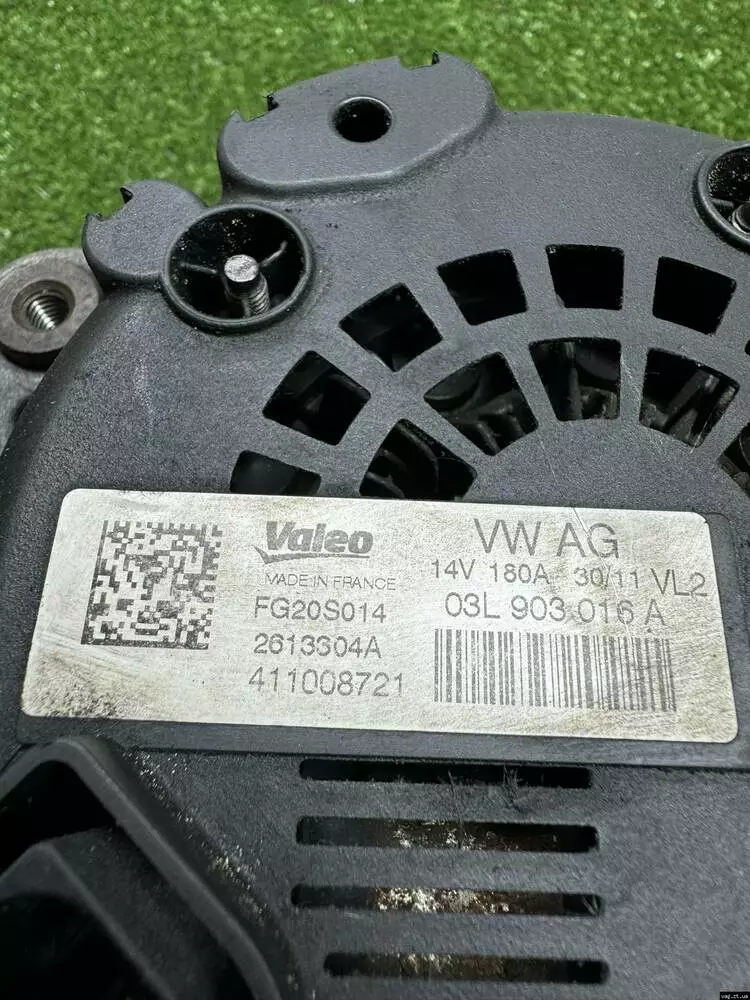 Valeo
MADE IN FRANCE
FG20S014
2613304A
411008721
VW AG
14V 180A 30/11 VL2
03L 903 016 A
vag.zt.ua